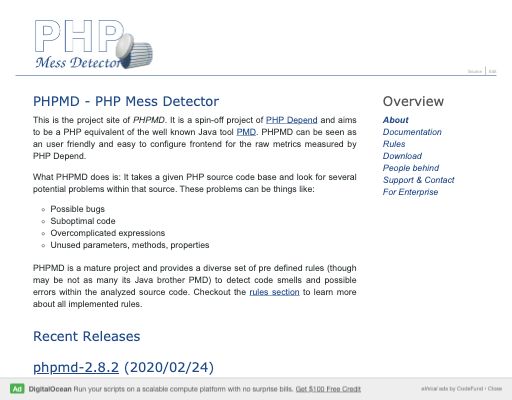 PHP
Mess Detector
Source | Edit
PHPMD - PHP Mess Detector
This is the project site of PHPMD. It is a spin-off project of PHP Depend and aims
to be a PHP equivalent of the well known Java tool PMD. PHPMD can be seen as
an user friendly and easy to configure frontend for the raw metrics measured by
PHP Depend.
What PHPMD does is: It takes a given PHP source code base and look for several
potential problems within that source. These problems can be things like:
Possible bugs
Suboptimal code
Overcomplicated expressions
Unused parameters, methods, properties
PHPMD is a mature project and provides a diverse set of pre defined rules (though
may be not as many its Java brother PMD) to detect code smells and possible
errors within the analyzed source code. Checkout the rules section to learn more
about all implemented rules.
Recent Releases
phpmd-2.8.2 (2020/02/24)
Overview
About
Documentation
Rules
Download
People behind
Support & Contact
For Enterprise
Ad DigitalOcean Run your scripts on a scalable compute platform with no surprise bills. Get $100 Free Credit
ethical ads by CodeFund • Close